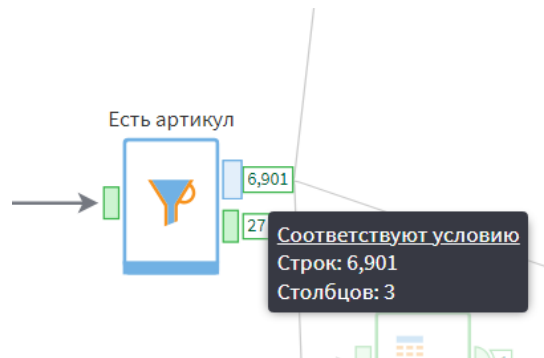 Есть артикул
6,901
27
Соответствуют условию
Строк: 6,901
Столбцов: 3